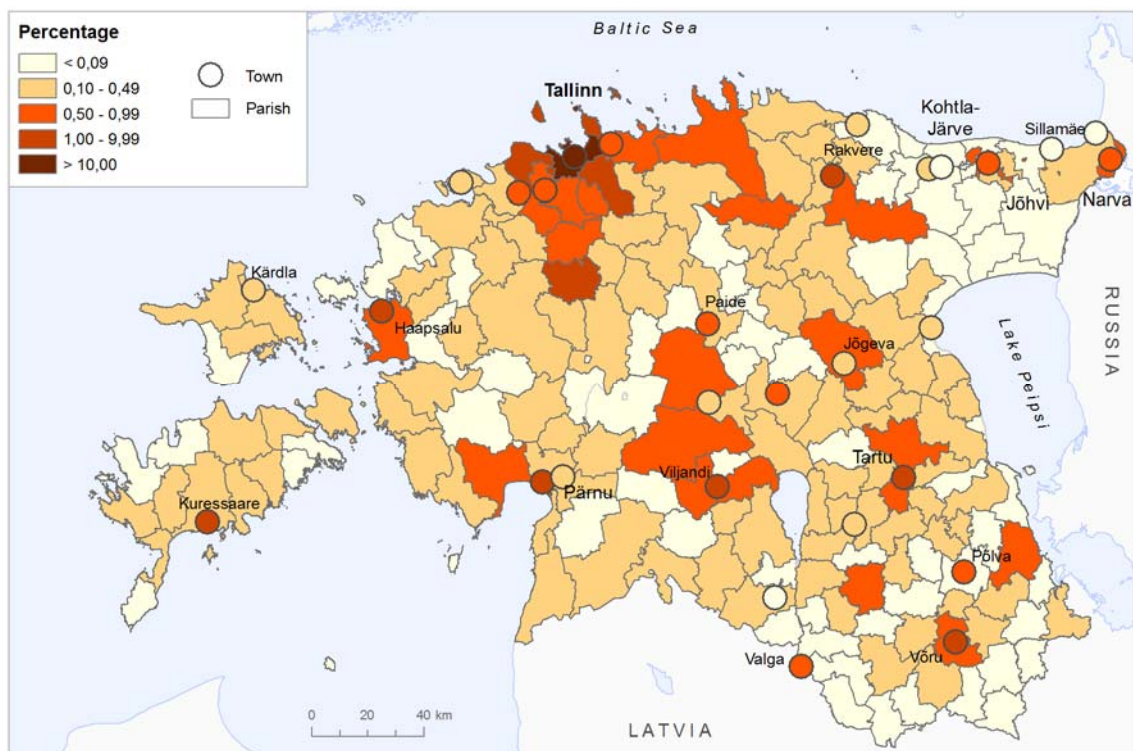 Percentage
< 0,09
0,10 - 0,49
0,50 - 0,99
1,00 - 9,99
> 10,00
Town
Parish
Baltic Sea
Tallinn
Kohtla-
Järve
Sillamäe
Rakvere
Jõhvi
Narva
Kärdla
Haapsalu
Paide
Jõgeva
Lake Peipsi
RUSSIA
Kuressaare
Pärnu
Viljandi
Tartu
Põlva
Võru
Valga
0 20 40 km
LATVIA